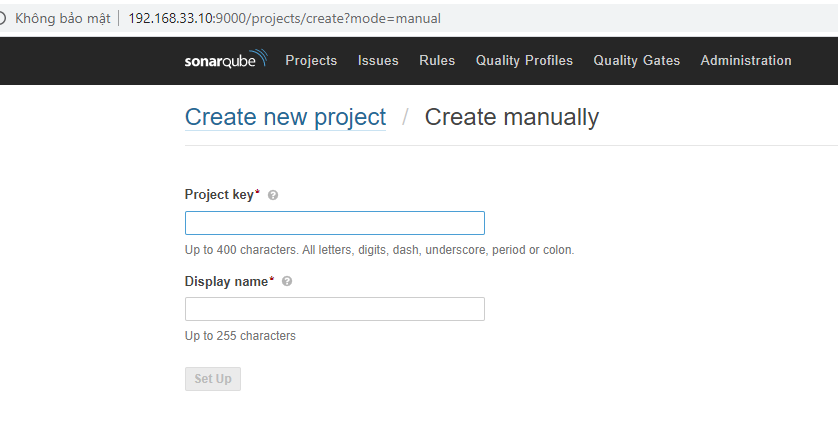 Không bảo mật 192.168.33.10:9000/projects/create?mode=manual
sonarqube Projects Issues Rules Quality Profiles Quality Gates Administration
Create new project / Create manually
Project key* ?
Up to 400 characters. All letters, digits, dash, underscore, period or colon.
Display name* ?
Up to 255 characters
Set Up